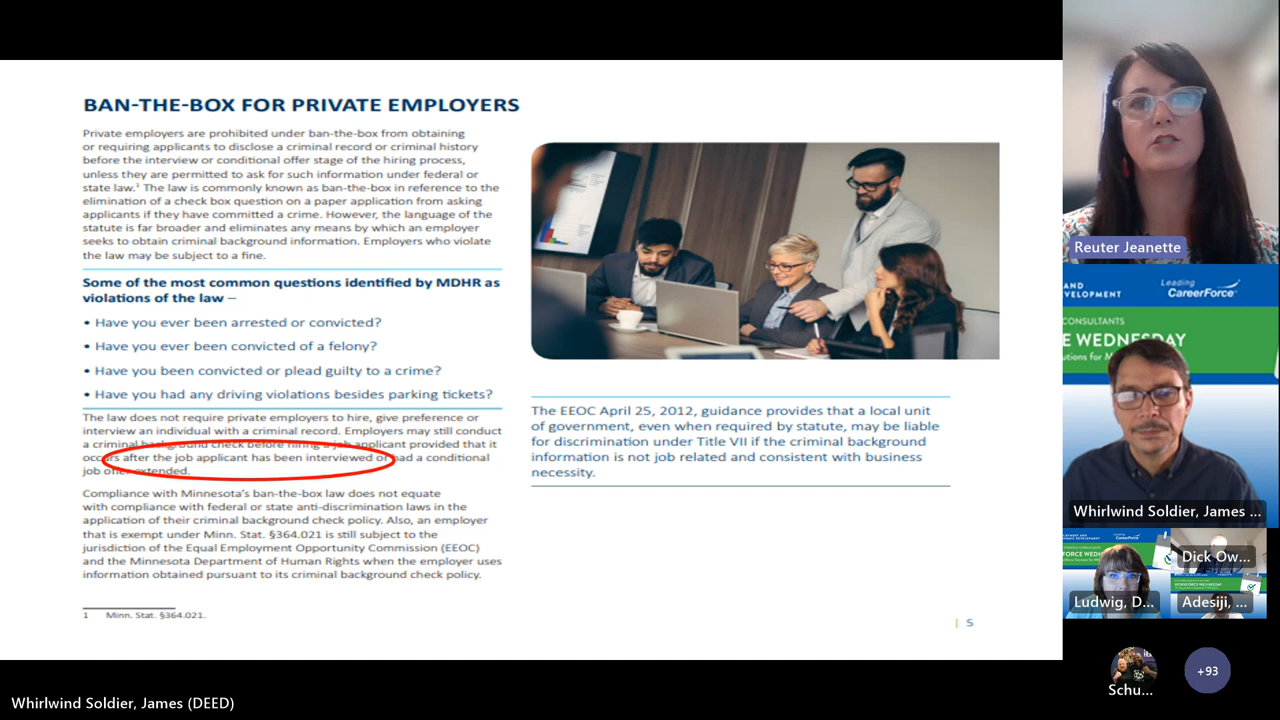 BAN-THE-BOX FOR PRIVATE EMPLOYERS
Private employers are prohibited under ban-the-box from obtaining
or requiring applicants to disclose a criminal record or criminal history
before the interview or conditional offer stage of the hiring process,
unless they are permitted to ask for such information under federal or
state law.1 The law is commonly known as ban-the-box in reference to the
elimination of a check box question on a paper application from asking
applicants if they have committed a crime. However, the language of the
statute is far broader and eliminates any means by which an employer
seeks to obtain criminal background information. Employers who violate
the law may be subject to a fine.
Some of the most common questions identified by MDHR as
violations of the law –
• Have you ever been arrested or convicted?
• Have you ever been convicted of a felony?
• Have you been convicted or plead guilty to a crime?
• Have you had any driving violations besides parking tickets?
The law does not require private employers to hire, give preference or
interview an individual with a criminal record. Employers may still conduct
a criminal background check before hiring a job applicant provided that it
occurs after the job applicant has been interviewed or had a conditional
job offer extended.
Compliance with Minnesota's ban-the-box law does not equate
with compliance with federal or state anti-discrimination laws in the
application of their criminal background check policy. Also, an employer
that is exempt under Minn. Stat. §364.021 is still subject to the
jurisdiction of the Equal Employment Opportunity Commission (EEOC)
and the Minnesota Department of Human Rights when the employer uses
information obtained pursuant to its criminal background check policy.
1 Minn. Stat. §364.021.
The EEOC April 25, 2012, guidance provides that a local unit
of government, even when required by statute, may be liable
for discrimination under Title VII if the criminal background
information is not job related and consistent with business
necessity.
| 5
Reuter Jeanette
AND
VELOPMENT
Leading
CareerForce
CONSULTANTS
E WEDNESDAY
utions for M
Whirlwind Soldier, James ...
Dick Ow...
Ludwig, D...
Adesiji, ...
Schu...
+93
Whirlwind Soldier, James (DEED)